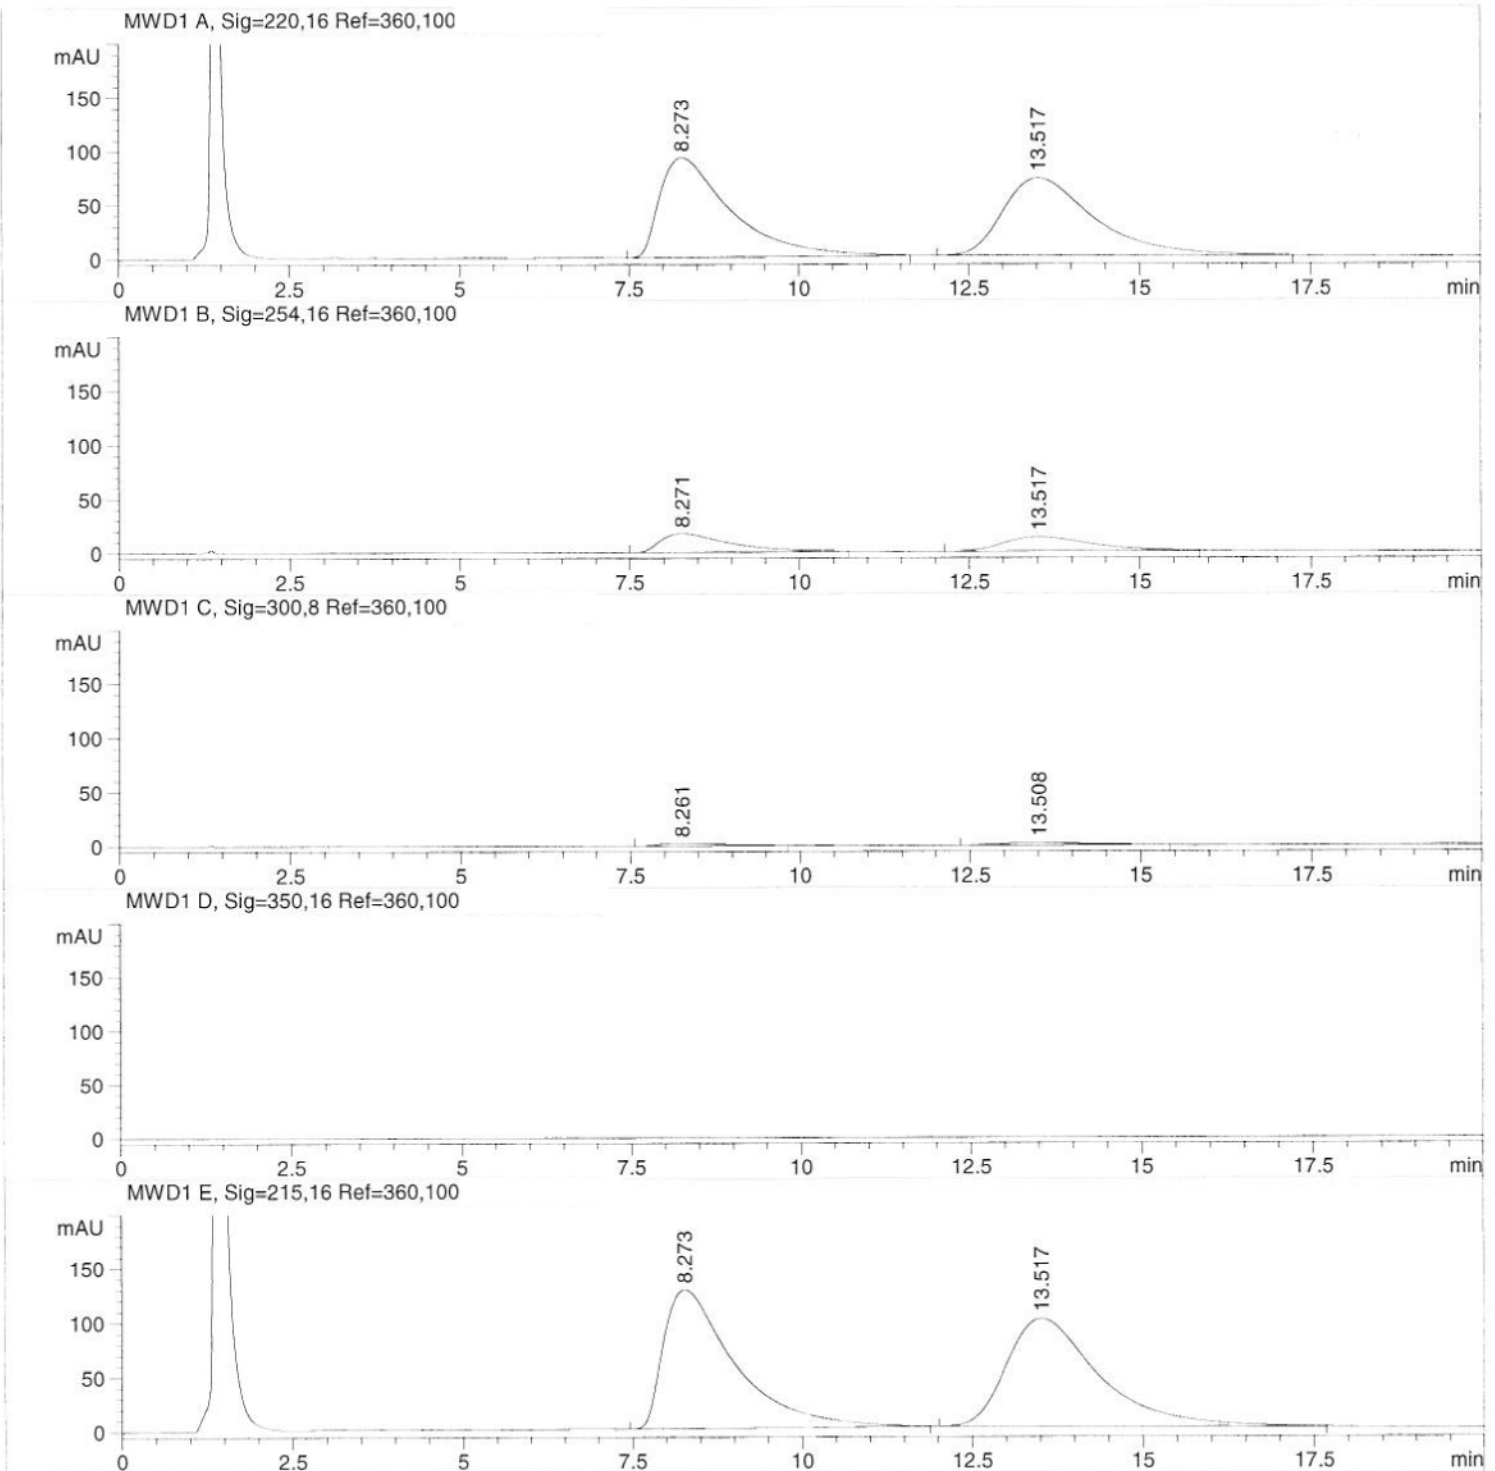 MWD1 A, Sig=220,16 Ref=360,100
mAU
150
100
50
0
8.273
13.517
0 2.5 5 7.5 10 12.5 15 17.5 min
MWD1 B, Sig=254,16 Ref=360,100
mAU
150
100
50
0
8.271
13.517
0 2.5 5 7.5 10 12.5 15 17.5 min
MWD1 C, Sig=300,8 Ref=360,100
mAU
150
100
50
0
8.261
13.508
0 2.5 5 7.5 10 12.5 15 17.5 min
MWD1 D, Sig=350,16 Ref=360,100
mAU
150
100
50
0
0 2.5 5 7.5 10 12.5 15 17.5 min
MWD1 E, Sig=215,16 Ref=360,100
mAU
150
100
50
0
8.273
13.517
0 2.5 5 7.5 10 12.5 15 17.5 min